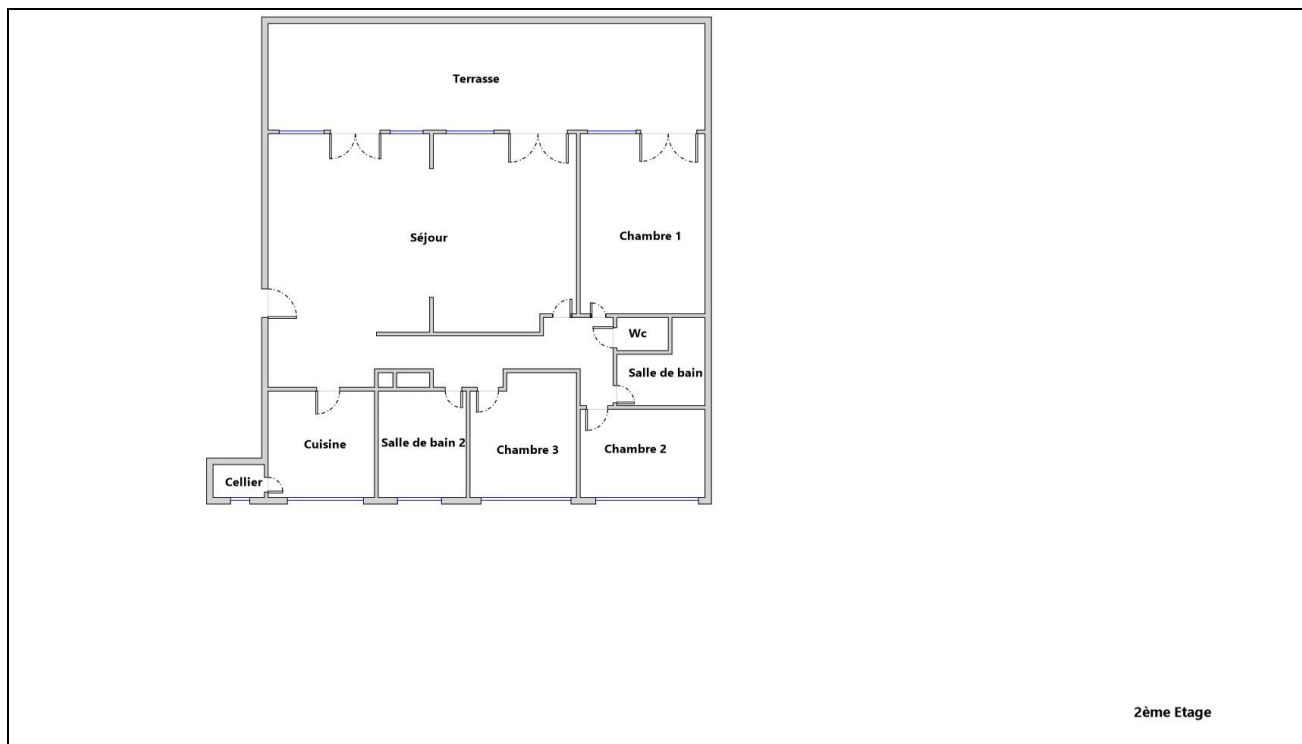 Terrasse
Séjour
Chambre 1
Wc
Salle de bain
Cuisine
Salle de bain 2
Chambre 3
Chambre 2
Cellier
2ème Etage